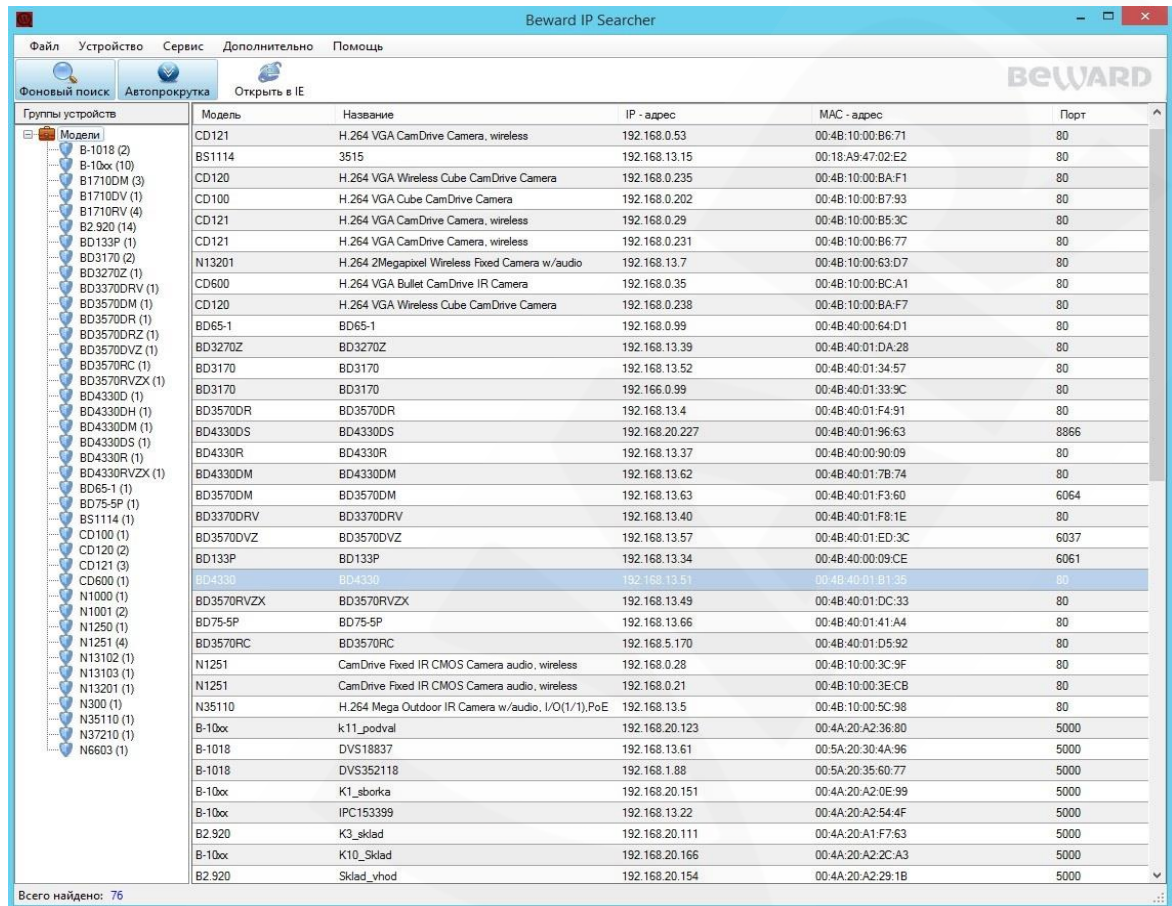 Beward IP Searcher
Файл Устройство Сервис Дополнительно Помощь
Фоновый поиск Автопрокрутка Открыть в IE BEWARD
Группы устройств
Модели
B-1018 (2)
B-10xx (10)
B1710DM (3)
B1710DV (1)
B1710RV (4)
B2.920 (14)
BD133P (1)
BD3170 (2)
BD3270Z (1)
BD3370DRV (1)
BD3570DM (1)
BD3570DR (1)
BD3570DRZ (1)
BD3570DVZ (1)
BD3570RC (1)
BD3570RVZX (1)
BD4330D (1)
BD4330DH (1)
BD4330DM (1)
BD4330DS (1)
BD4330R (1)
BD4330RVZX (1)
BD65-1 (1)
BD75-5P (1)
BS1114 (1)
CD100 (1)
CD120 (2)
CD121 (3)
CD600 (1)
N1000 (1)
N1001 (2)
N1250 (1)
N1251 (4)
N13102 (1)
N13103 (1)
N13201 (1)
N300 (1)
N35110 (1)
N37210 (1)
N6603 (1)
Модель Название IP - адрес MAC - адрес Порт
CD121 H.264 VGA CamDrive Camera, wireless 192.168.0.53 00:4B:10:00:B6:71 80
BS1114 3515 192.168.13.15 00:18:A9:47:02:E2 80
CD120 H.264 VGA Wireless Cube CamDrive Camera 192.168.0.235 00:4B:10:00:BA:F1 80
CD100 H.264 VGA Cube CamDrive Camera 192.168.0.202 00:4B:10:00:B7:93 80
CD121 H.264 VGA CamDrive Camera, wireless 192.168.0.29 00:4B:10:00:B5:3C 80
CD121 H.264 VGA CamDrive Camera, wireless 192.168.0.231 00:4B:10:00:B6:77 80
N13201 H.264 2Megapixel Wireless Fixed Camera w/audio 192.168.13.7 00:4B:10:00:63:D7 80
CD600 H.264 VGA Bullet CamDrive IR Camera 192.168.0.35 00:4B:10:00:BC:A1 80
CD120 H.264 VGA Wireless Cube CamDrive Camera 192.168.0.238 00:4B:10:00:BA:F7 80
BD65-1 BD65-1 192.168.0.99 00:4B:40:00:64:D1 80
BD3270Z BD3270Z 192.168.13.39 00:4B:40:01:DA:28 80
BD3170 BD3170 192.168.13.52 00:4B:40:01:34:57 80
BD3170 BD3170 192.166.0.99 00:4B:40:01:33:9C 80
BD3570DR BD3570DR 192.168.13.4 00:4B:40:01:F4:91 80
BD4330DS BD4330DS 192.168.20.227 00:4B:40:01:96:63 8866
BD4330R BD4330R 192.168.13.37 00:4B:40:00:90:09 80
BD4330DM BD4330DM 192.168.13.62 00:4B:40:01:7B:74 80
BD3570DM BD3570DM 192.168.13.63 00:4B:40:01:F3:60 6064
BD3370DRV BD3370DRV 192.168.13.40 00:4B:40:01:F8:1E 80
BD3570DVZ BD3570DVZ 192.168.13.57 00:4B:40:01:ED:3C 6037
BD133P BD133P 192.168.13.34 00:4B:40:00:09:CE 6061
BD4330 BD4330 192.168.13.51 00:4B:40:01:B1:35 80
BD3570RVZX BD3570RVZX 192.168.13.49 00:4B:40:01:DC:33 80
BD75-5P BD75-5P 192.168.13.66 00:4B:40:01:41:A4 80
BD3570RC BD3570RC 192.168.5.170 00:4B:40:01:D5:92 80
N1251 CamDrive Fixed IR CMOS Camera audio, wireless 192.168.0.28 00:4B:10:00:3C:9F 80
N1251 CamDrive Fixed IR CMOS Camera audio, wireless 192.168.0.21 00:4B:10:00:3E:CB 80
N35110 H.264 Mega Outdoor IR Camera w/audio, I/O(1/1),PoE 192.168.13.5 00:4B:10:00:5C:98 80
B-10xx k11_podval 192.168.20.123 00:4A:20:A2:36:80 5000
B-1018 DVS18837 192.168.13.61 00:5A:20:30:4A:96 5000
B-1018 DVS352118 192.168.1.88 00:5A:20:35:60:77 5000
B-10xx K1_sborka 192.168.20.151 00:4A:20:A2:0E:99 5000
B-10xx IPC153399 192.168.13.22 00:4A:20:A2:54:4F 5000
B2.920 K3_sklad 192.168.20.111 00:4A:20:A1:F7:63 5000
B-10xx K10_Sklad 192.168.20.166 00:4A:20:A2:2C:A3 5000
B2.920 Sklad_vhod 192.168.20.154 00:4A:20:A2:29:1B 5000
Всего найдено: 76